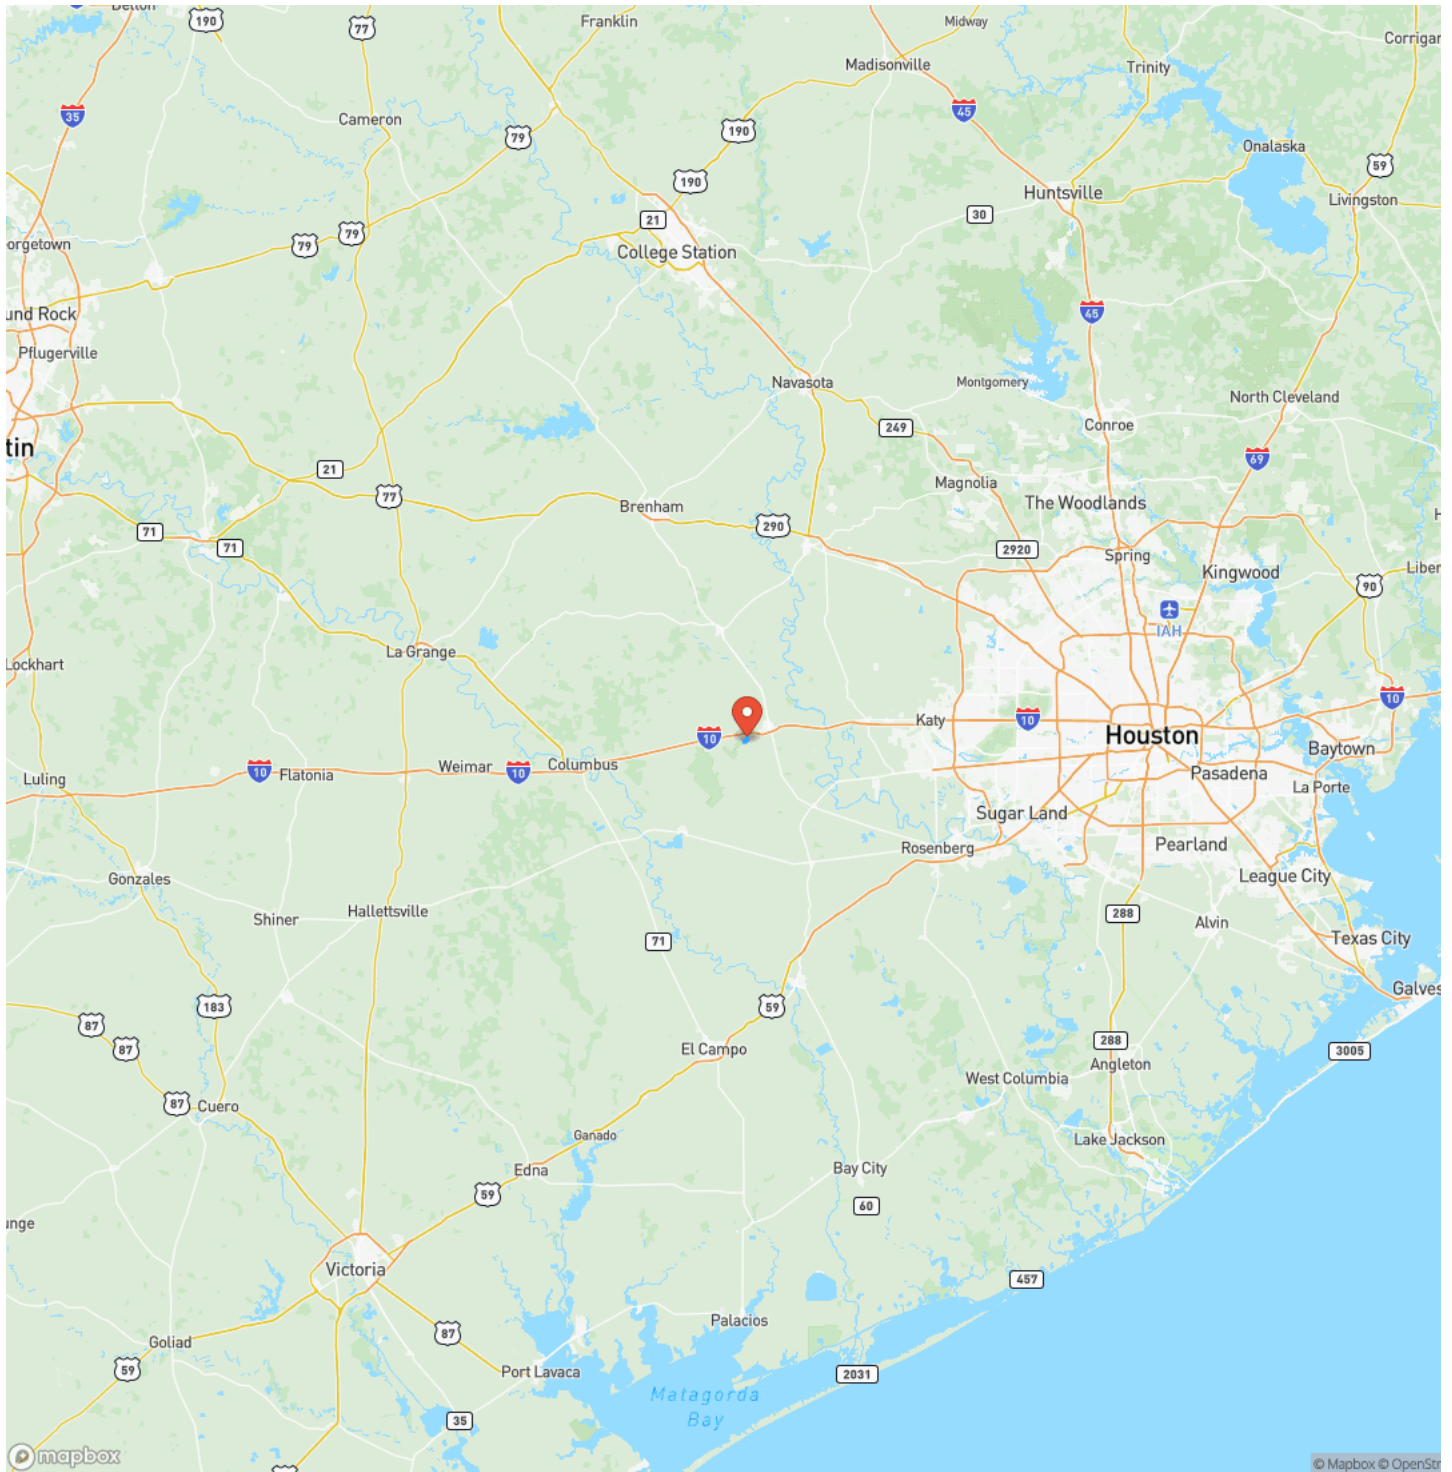 Belton
190
77
Franklin
Midway
Corrigan
Madisonville
Trinity
35
45
Cameron
79
190
Onalaska
59
190
Huntsville
Livingston
21
30
79
79
eorgetown
College Station
und Rock
45
Pflugerville
Navasota
Montgomery
North Cleveland
249
Conroe
tin
69
21
Magnolia
77
The Woodlands
Brenham
71
290
71
2920
Spring
Kingwood
Liber
90
IAH
La Grange
Lockhart
10
10
Katy
10
Houston
10
Baytown
Luling
10
Flatonia
Weimar
10
Columbus
Pasadena
La Porte
Sugar Land
Pearland
Rosenberg
Gonzales
League City
Shiner
Hallettsville
288
Alvin
71
Texas City
Galves
183
59
87
87
El Campo
288
3005
Angleton
West Columbia
87
Cuero
Ganado
Lake Jackson
Edna
Bay City
59
60
unge
Victoria
457
Palacios
87
Goliad
59
Port Lavaca
2031
Matagorda
Bay
35
mapbox
© Mapbox © OpenStr